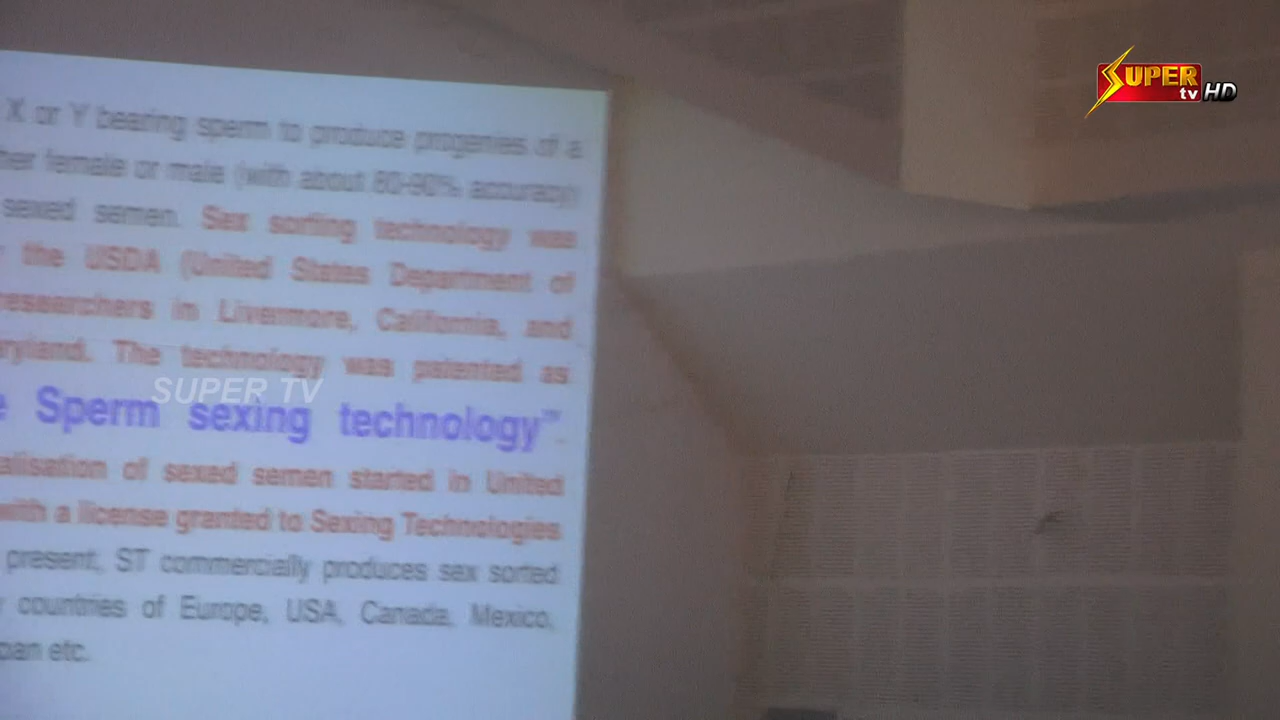 X or Y bearing sperm to produce progenies of a
her female or male (with about 80-90% accuracy)
sexed semen. Sex sorting technology was
the USDA (United States Department of
researchers in Livermore, California, and
ryland. The technology was patented as
e Sperm sexing technology".
alisation of sexed semen started in United
with a license granted to Sexing Technologies
present, ST commercially produces sex sorted
countries of Europe, USA, Canada, Mexico,
pan etc.
SUPER TV
SUPER
tv HD